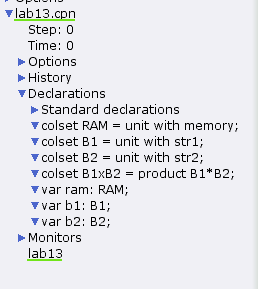 Options
lab13.cpn
Step: 0
Time: 0
Options
History
Declarations
Standard declarations
colset RAM = unit with memory;
colset B1 = unit with str1;
colset B2 = unit with str2;
colset B1xB2 = product B1*B2;
var ram: RAM;
var b1: B1;
var b2: B2;
Monitors
lab13